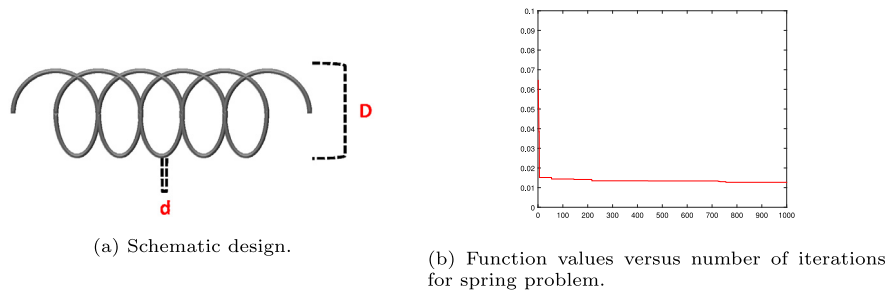 D
d
(a) Schematic design.
0.1
0.09
0.08
0.07
0.06
0.05
0.04
0.03
0.02
0.01
0
0 100 200 300 400 500 600 700 800 900 1000
(b) Function values versus number of iterations
for spring problem.